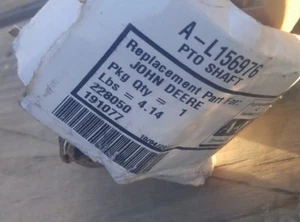 A-L156976
PTO SHAFT
Replacement Part For:
JOHN DEERE
Pkg Qty = 1
Lbs = 4.14
228050
191077